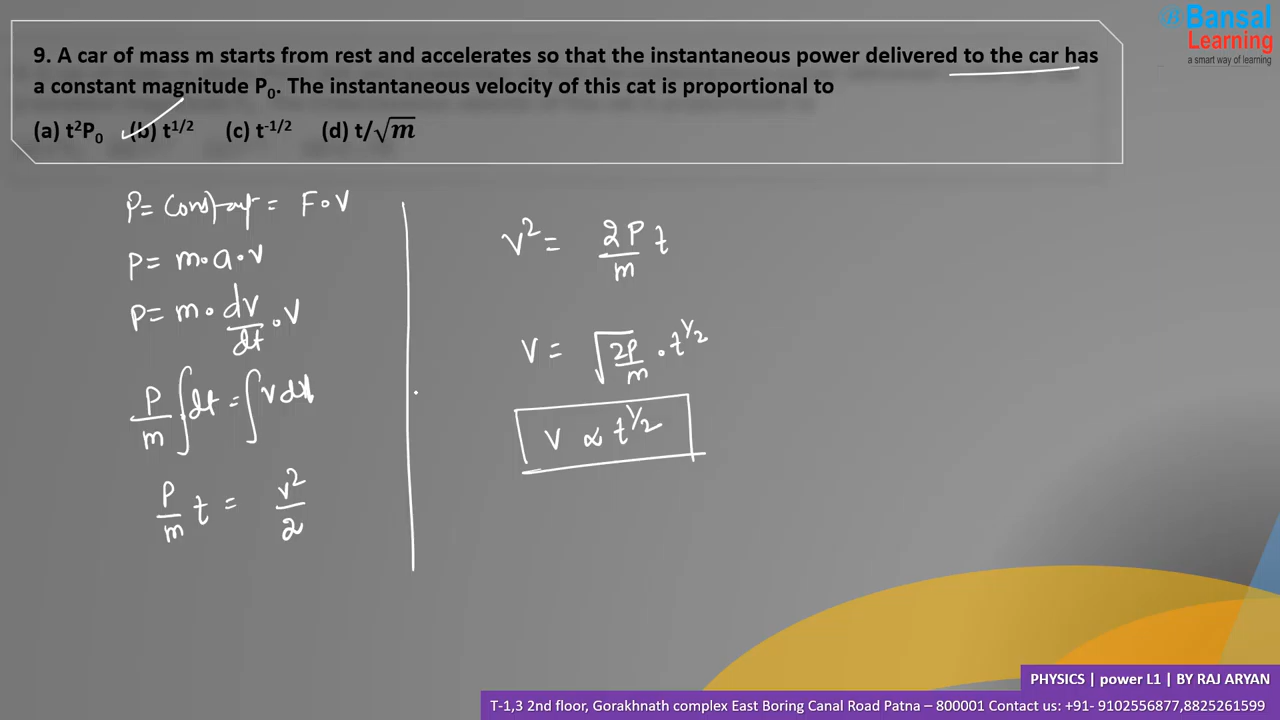 Bansal
Learning
a smart way of learning
9. A car of mass m starts from rest and accelerates so that the instantaneous power delivered to the car has
a constant magnitude P₀. The instantaneous velocity of this cat is proportional to
(a) t²P₀ (b) t^1/2 (c) t^-1/2 (d) t/√m
P = Constant = F·V
P = m·a·v
P = m·dv/dt·v
P/m ∫dt = ∫vdv
P/m t = v²/2
v² = 2P/m t
V = √2P/m · t^1/2
v ∝ t^1/2
PHYSICS | power L1 | BY RAJ ARYAN
T-1,3 2nd floor, Gorakhnath complex East Boring Canal Road Patna – 800001 Contact us: +91- 9102556877,8825261599